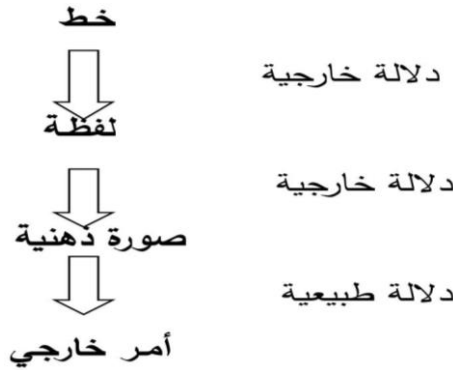 خط
دلالة خارجية
لفظة
دلالة خارجية
صورة ذهنية
دلالة طبيعية
أمر خارجي